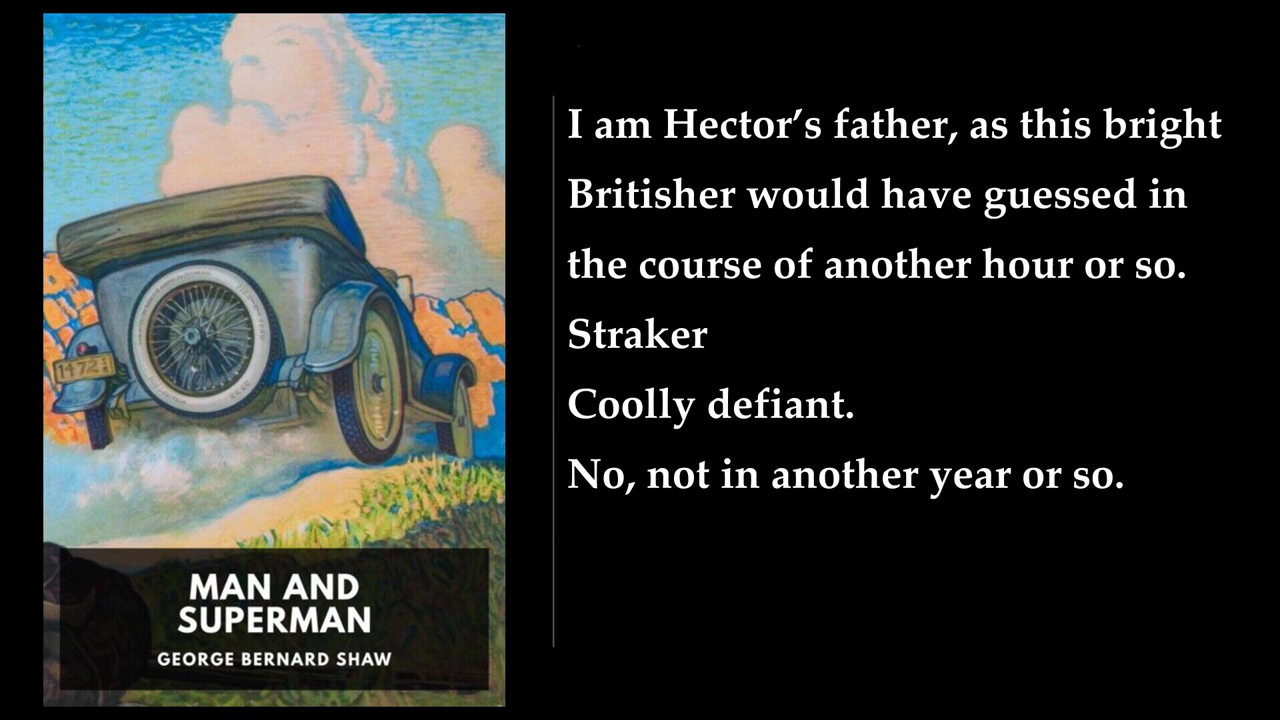 1472
MAN AND
SUPERMAN
GEORGE BERNARD SHAW
I am Hector’s father, as this bright
Britisher would have guessed in
the course of another hour or so.
Straker
Coolly defiant.
No, not in another year or so.